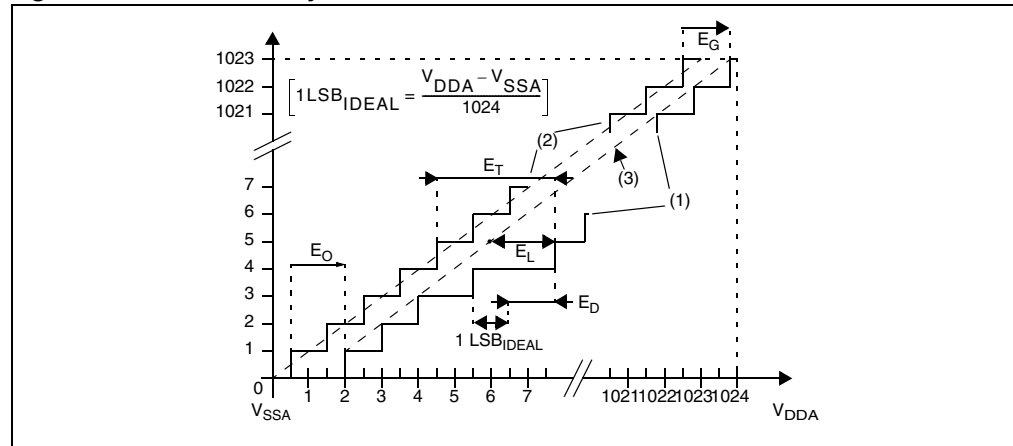 E_G
1023
1022
1021
[1LSB_IDEAL = (V_DDA – V_SSA) / 1024]
(2)
(3)
(1)
E_T
7
6
5
4
3
2
1
0
E_O
E_L
E_D
1 LSB_IDEAL
1 2 3 4 5 6 7 1021 1022 1023 1024
V_SSA
V_DDA